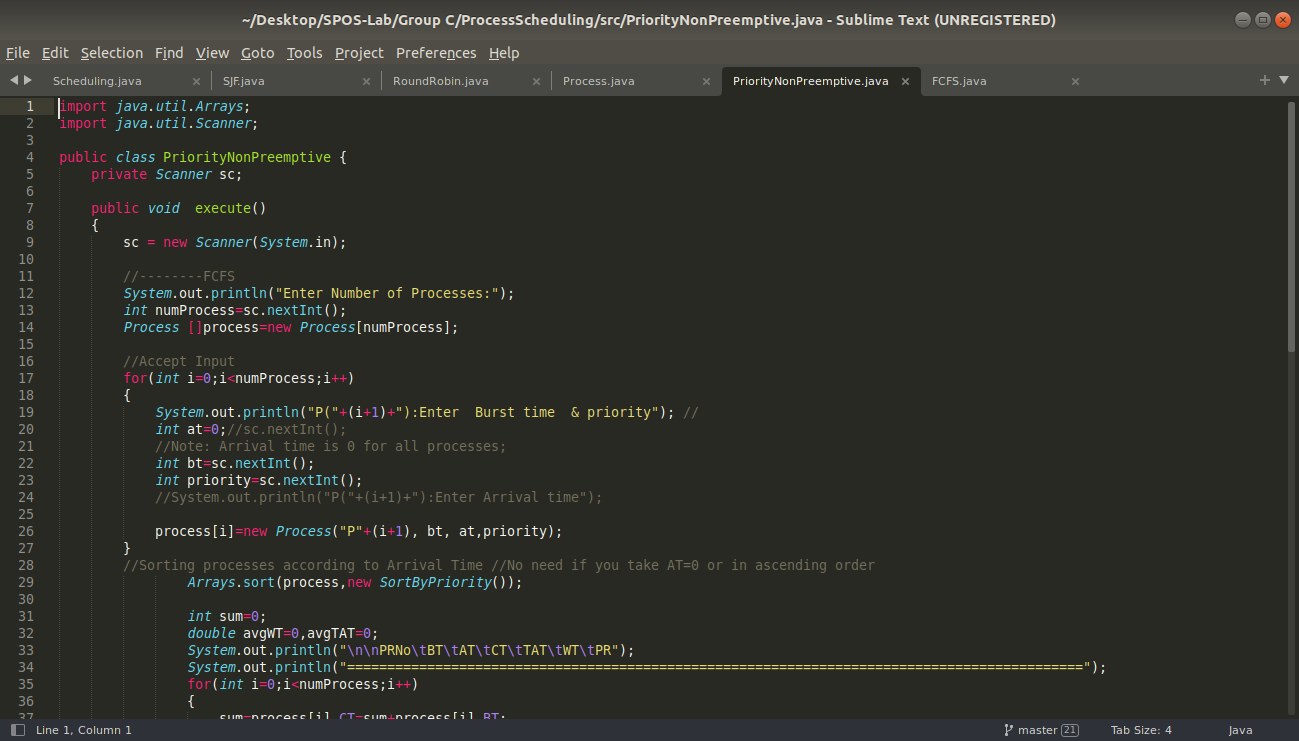 ~/Desktop/SPOS-Lab/Group C/ProcessScheduling/src/PriorityNonPreemptive.java - Sublime Text (UNREGISTERED)
File Edit Selection Find View Goto Tools Project Preferences Help
Scheduling.java × SJF.java × RoundRobin.java × Process.java × PriorityNonPreemptive.java × FCFS.java ×
1 import java.util.Arrays;
2 import java.util.Scanner;
3
4 public class PriorityNonPreemptive {
5     private Scanner sc;
6
7     public void  execute()
8     {
9         sc = new Scanner(System.in);
10
11         //--------FCFS
12         System.out.println("Enter Number of Processes:");
13         int numProcess=sc.nextInt();
14         Process []process=new Process[numProcess];
15
16         //Accept Input
17         for(int i=0;i<numProcess;i++)
18         {
19             System.out.println("P("+(i+1)+"):Enter  Burst time  & priority"); //
20             int at=0;//sc.nextInt();
21             //Note: Arrival time is 0 for all processes;
22             int bt=sc.nextInt();
23             int priority=sc.nextInt();
24             //System.out.println("P("+(i+1)+"):Enter Arrival time");
25
26             process[i]=new Process("P"+(i+1), bt, at,priority);
27         }
28         //Sorting processes according to Arrival Time //No need if you take AT=0 or in ascending order
29                 Arrays.sort(process,new SortByPriority());
30
31                 int sum=0;
32                 double avgWT=0,avgTAT=0;
33                 System.out.println("\n\nPRNo\tBT\tAT\tCT\tTAT\tWT\tPR");
34                 System.out.println("============================================================================================");
35                 for(int i=0;i<numProcess;i++)
36                 {
37                     sum=process[i].CT=sum+process[i].BT;
Line 1, Column 1 master 21 Tab Size: 4 Java